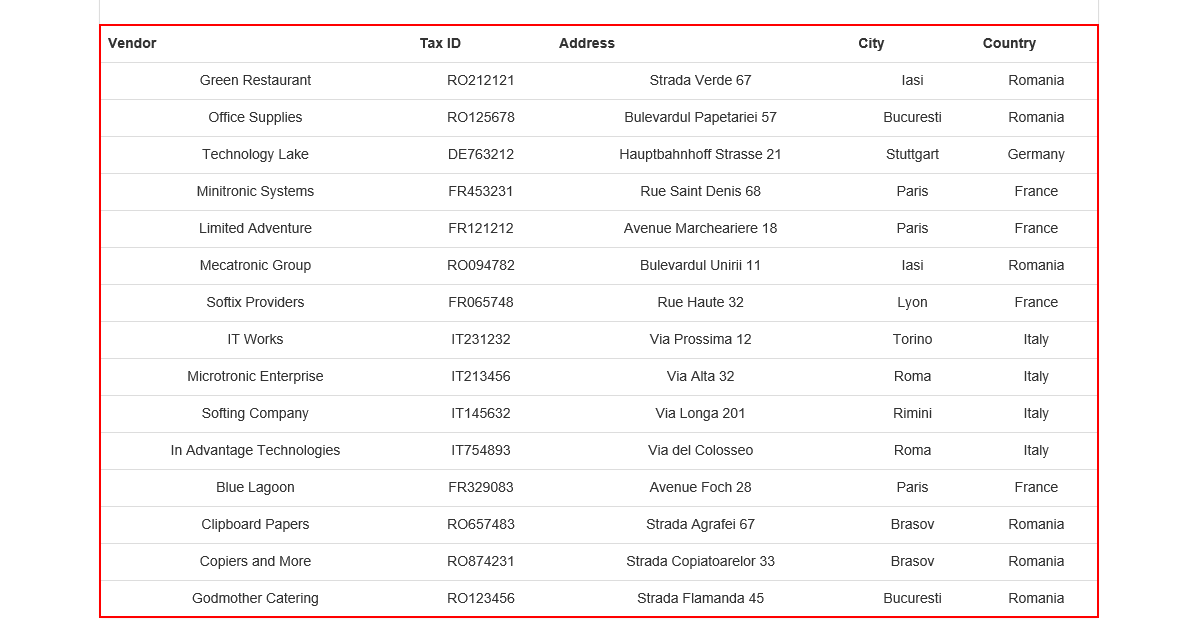 Vendor Tax ID Address City Country
Green Restaurant RO212121 Strada Verde 67 Iasi Romania
Office Supplies RO125678 Bulevardul Papetariei 57 Bucuresti Romania
Technology Lake DE763212 Hauptbahnhoff Strasse 21 Stuttgart Germany
Minitronic Systems FR453231 Rue Saint Denis 68 Paris France
Limited Adventure FR121212 Avenue Marcheariere 18 Paris France
Mecatronic Group RO094782 Bulevardul Unirii 11 Iasi Romania
Softix Providers FR065748 Rue Haute 32 Lyon France
IT Works IT231232 Via Prossima 12 Torino Italy
Microtronic Enterprise IT213456 Via Alta 32 Roma Italy
Softing Company IT145632 Via Longa 201 Rimini Italy
In Advantage Technologies IT754893 Via del Colosseo Roma Italy
Blue Lagoon FR329083 Avenue Foch 28 Paris France
Clipboard Papers RO657483 Strada Agrafei 67 Brasov Romania
Copiers and More RO874231 Strada Copiatoarelor 33 Brasov Romania
Godmother Catering RO123456 Strada Flamanda 45 Bucuresti Romania